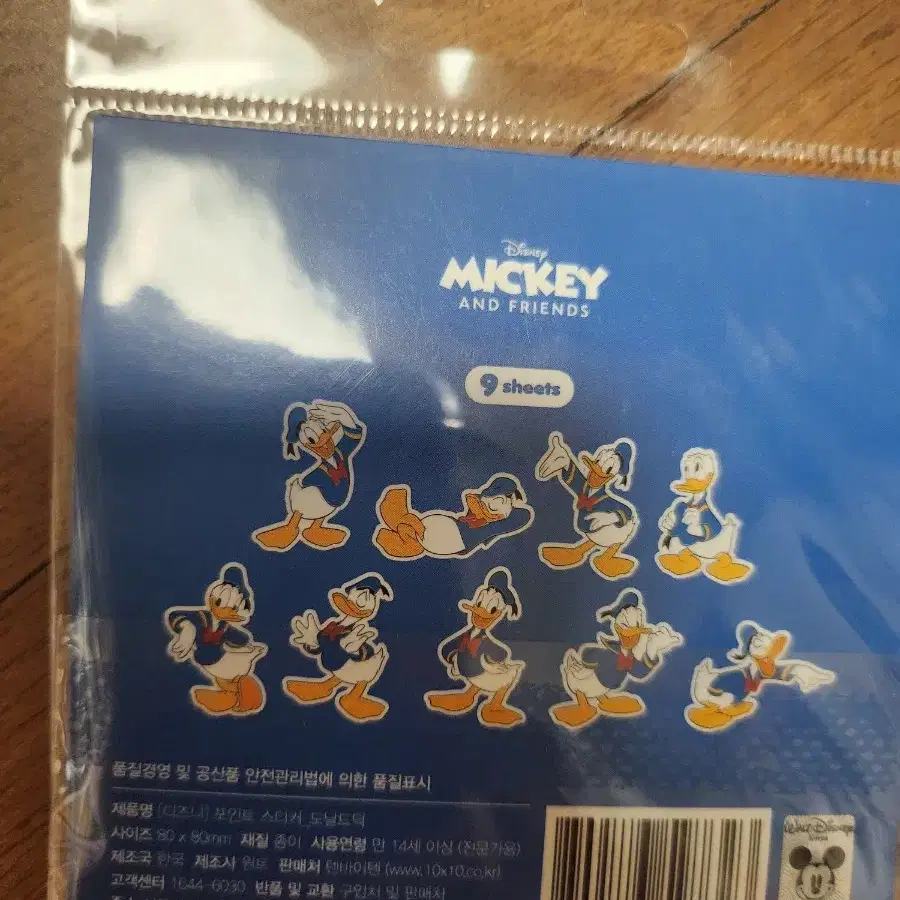 Disney
MICKEY
AND FRIENDS
9 sheets
품질경영 및 공산품 안전관리법에 의한 품질표시
제품명 [디즈니] 포인트 스티커_도날드덕
사이즈 80 x 80mm 재질 종이 사용연령 만 14세 이상 (전문가용)
제조국 한국 제조사 원트 판매처 텐바이텐 (www.10x10.co.kr)
고객센터 1644-6030 반품 및 교환 구입처 및 판매처
WALT DISNEY